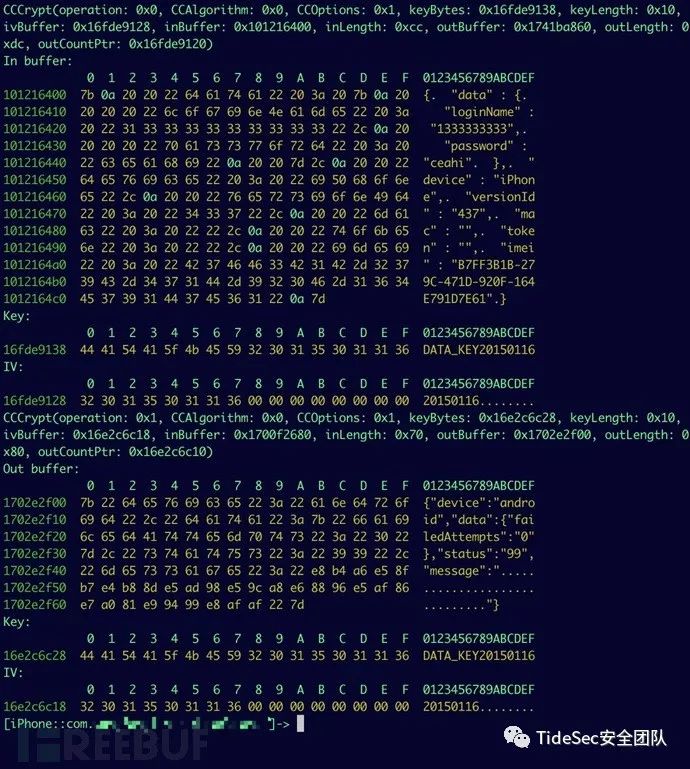 CCCrypt(operation: 0x0, CCAlgorithm: 0x0, CCOptions: 0x1, keyBytes: 0x16fde9138, keyLength: 0x10,
ivBuffer: 0x16fde9128, inBuffer: 0x101216400, inLength: 0xcc, outBuffer: 0x1741ba860, outLength: 0
xdc, outCountPtr: 0x16fde9120)
In buffer:
0 1 2 3 4 5 6 7 8 9 A B C D E F 0123456789ABCDEF
101216400 7b 0a 20 20 22 64 61 74 61 22 20 3a 20 7b 0a 20 {. "data" : {.
101216410 20 20 20 22 6c 6f 67 69 6e 4e 61 6d 65 22 20 3a "loginName" :
101216420 20 22 31 33 33 33 33 33 33 33 33 33 22 2c 0a 20 "1333333333",.
101216430 20 20 20 22 70 61 73 73 77 6f 72 64 22 20 3a 20 "password" :
101216440 22 63 65 61 68 69 22 0a 20 20 7d 2c 0a 20 20 22 "ceahi". },. "
101216450 64 65 76 69 63 65 22 20 3a 20 22 69 50 68 6f 6e device" : "iPhon
101216460 65 22 2c 0a 20 20 22 76 65 72 73 69 6f 6e 49 64 e",. "versionId
101216470 22 20 3a 20 22 34 33 37 22 2c 0a 20 20 22 6d 61 " : "437",. "ma
101216480 63 22 20 3a 20 22 22 2c 0a 20 20 22 74 6f 6b 65 c" : "",. "toke
101216490 6e 22 20 3a 20 22 22 2c 0a 20 20 22 69 6d 65 69 n" : "",. "imei
1012164a0 22 20 3a 20 22 42 37 46 46 33 42 31 42 2d 32 37 " : "B7FF3B1B-27
1012164b0 39 43 2d 34 37 31 44 2d 39 32 30 46 2d 31 36 34 9C-471D-920F-164
1012164c0 45 37 39 31 44 37 45 36 31 22 0a 7d E791D7E61".}
Key:
0 1 2 3 4 5 6 7 8 9 A B C D E F 0123456789ABCDEF
16fde9138 44 41 54 41 5f 4b 45 59 32 30 31 35 30 31 31 36 DATA_KEY20150116
IV:
0 1 2 3 4 5 6 7 8 9 A B C D E F 0123456789ABCDEF
16fde9128 32 30 31 35 30 31 31 36 00 00 00 00 00 00 00 00 20150116........
CCCrypt(operation: 0x1, CCAlgorithm: 0x0, CCOptions: 0x1, keyBytes: 0x16e2c6c28, keyLength: 0x10,
ivBuffer: 0x16e2c6c18, inBuffer: 0x1700f2680, inLength: 0x70, outBuffer: 0x1702e2f00, outLength: 0
x80, outCountPtr: 0x16e2c6c10)
Out buffer:
0 1 2 3 4 5 6 7 8 9 A B C D E F 0123456789ABCDEF
1702e2f00 7b 22 64 65 76 69 63 65 22 3a 22 61 6e 64 72 6f {"device":"andro
1702e2f10 69 64 22 2c 22 64 61 74 61 22 3a 7b 22 66 61 69 id","data":{"fai
1702e2f20 6c 65 64 41 74 74 65 6d 70 74 73 22 3a 22 30 22 ledAttempts":"0"
1702e2f30 7d 2c 22 73 74 61 74 75 73 22 3a 22 39 39 22 2c },"status":"99",
1702e2f40 22 6d 65 73 73 61 67 65 22 3a 22 e8 b4 a6 e5 8f "message":".....
1702e2f50 b7 e4 b8 8d e5 ad 98 e5 9c a8 e6 88 96 e5 af 86 ................
1702e2f60 e7 a0 81 e9 94 99 e8 af af 22 7d ........."}
Key:
0 1 2 3 4 5 6 7 8 9 A B C D E F 0123456789ABCDEF
16e2c6c28 44 41 54 41 5f 4b 45 59 32 30 31 35 30 31 31 36 DATA_KEY20150116
IV:
0 1 2 3 4 5 6 7 8 9 A B C D E F 0123456789ABCDEF
16e2c6c18 32 30 31 35 30 31 31 36 00 00 00 00 00 00 00 00 20150116........
[iPhone::com. ]->
FREEBUF
TideSec安全团队